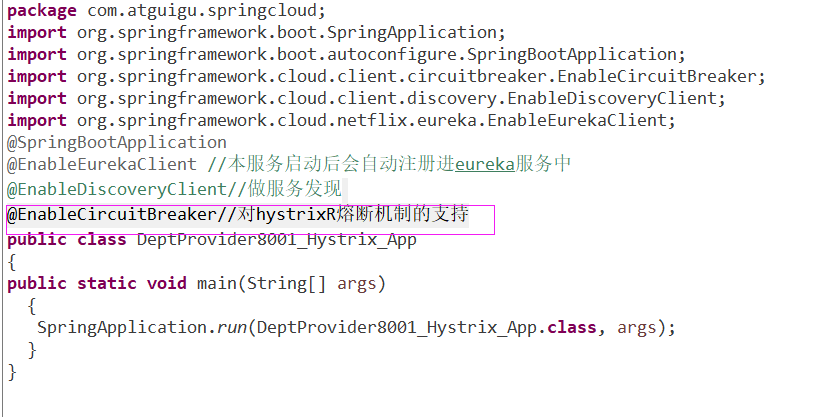 package com.atguigu.springcloud;
import org.springframework.boot.SpringApplication;
import org.springframework.boot.autoconfigure.SpringBootApplication;
import org.springframework.cloud.client.circuitbreaker.EnableCircuitBreaker;
import org.springframework.cloud.client.discovery.EnableDiscoveryClient;
import org.springframework.cloud.netflix.eureka.EnableEurekaClient;
@SpringBootApplication
@EnableEurekaClient //本服务启动后会自动注册进eureka服务中
@EnableDiscoveryClient//做服务发现
@EnableCircuitBreaker//对hystrixR熔断机制的支持
public class DeptProvider8001_Hystrix_App
{
public static void main(String[] args)
{
SpringApplication.run(DeptProvider8001_Hystrix_App.class, args);
}
}